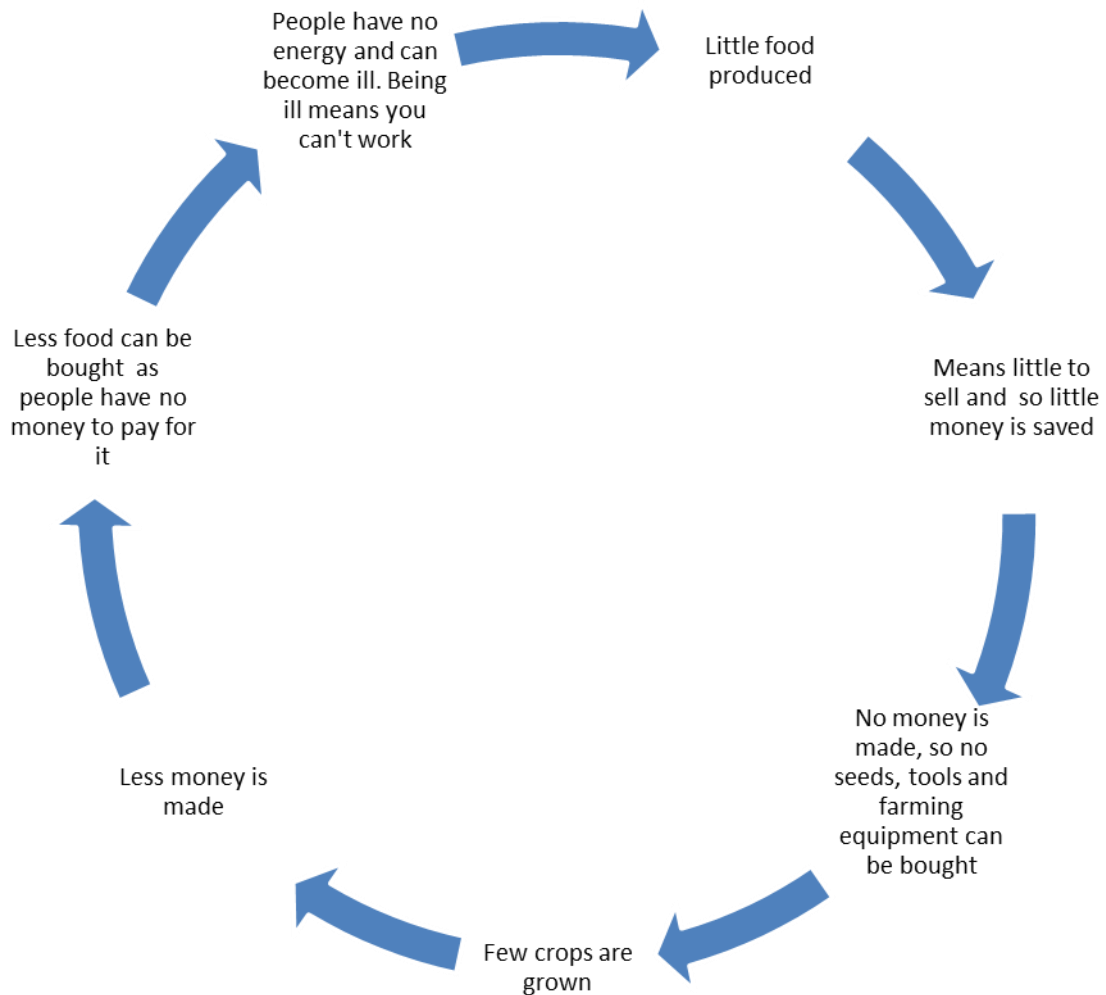 People have no
energy and can
become ill. Being
ill means you
can't work
Little food
produced
Means little to
sell and  so little
money is saved
No money is
made, so no
seeds, tools and
farming
equipment can
be bought
Few crops are
grown
Less money is
made
Less food can be
bought  as
people have no
money to pay for
it